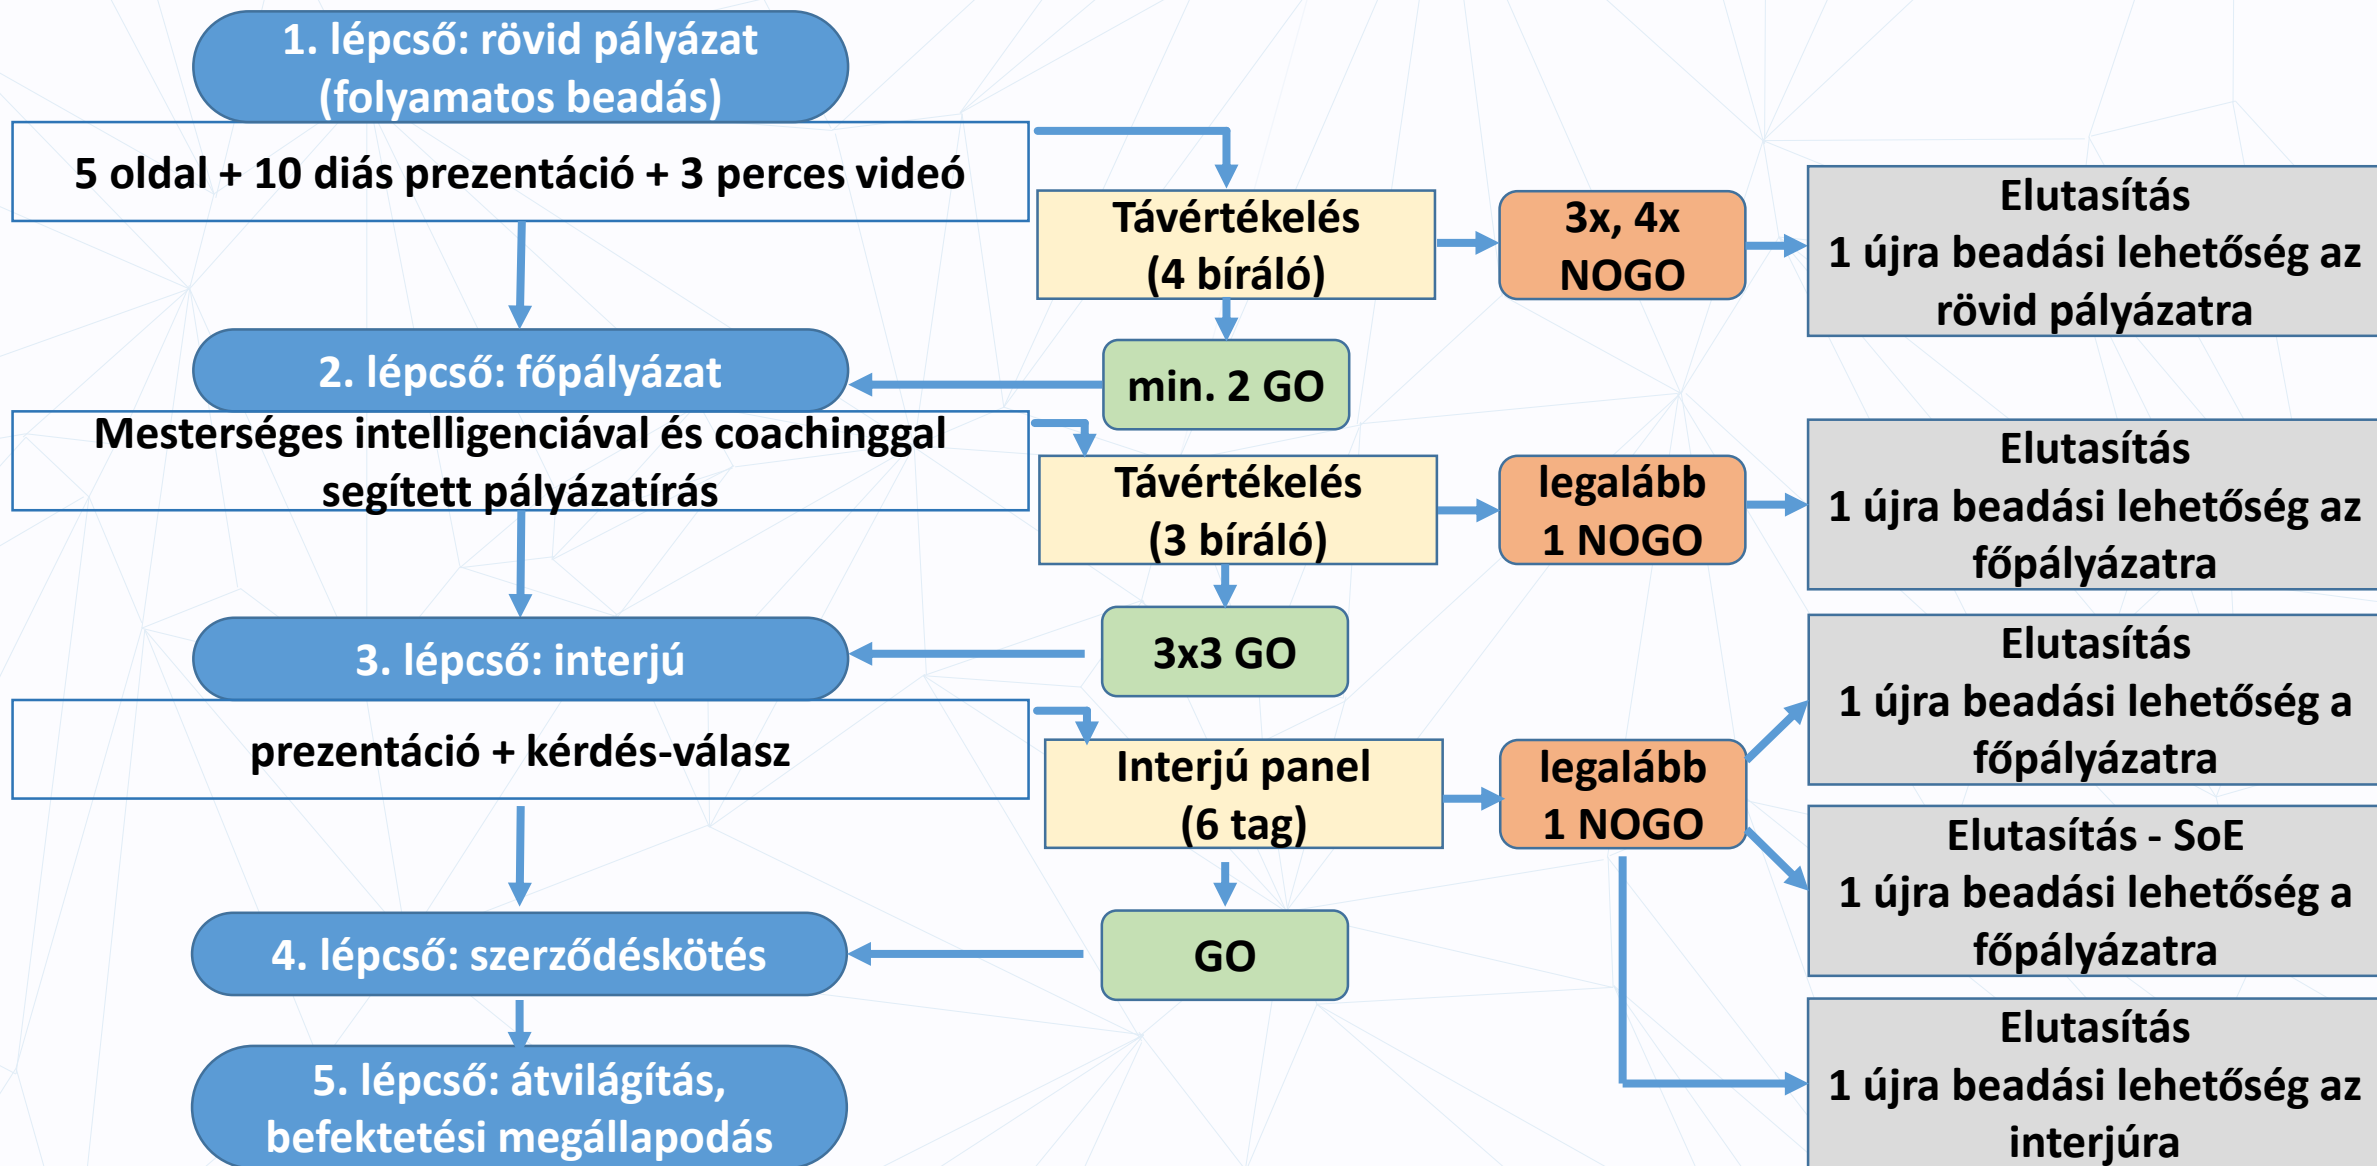 1. lépcső: rövid pályázat
(folyamatos beadás)
5 oldal + 10 diás prezentáció + 3 perces videó
Távértékelés
(4 bíráló)
3x, 4x
NOGO
Elutasítás
1 újra beadási lehetőség az
rövid pályázatra
2. lépcső: főpályázat
min. 2 GO
Mesterséges intelligenciával és coachinggal
segített pályázatírás
Távértékelés
(3 bíráló)
legalább
1 NOGO
Elutasítás
1 újra beadási lehetőség az
főpályázatra
3. lépcső: interjú
3x3 GO
Elutasítás
1 újra beadási lehetőség a
főpályázatra
prezentáció + kérdés-válasz
Interjú panel
(6 tag)
legalább
1 NOGO
Elutasítás - SoE
1 újra beadási lehetőség a
főpályázatra
4. lépcső: szerződéskötés
GO
Elutasítás
1 újra beadási lehetőség az
interjúra
5. lépcső: átvilágítás,
befektetési megállapodás